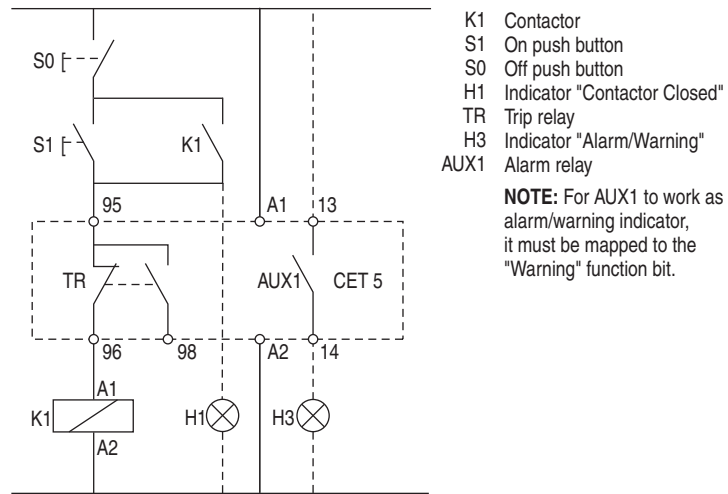 S0
S1
K1
95
A1
13
TR
AUX1
CET 5
96
98
A2
14
A1
K1
H1
H3
A2
K1 Contactor
S1 On push button
S0 Off push button
H1 Indicator "Contactor Closed"
TR Trip relay
H3 Indicator "Alarm/Warning"
AUX1 Alarm relay
NOTE: For AUX1 to work as
alarm/warning indicator,
it must be mapped to the
"Warning" function bit.